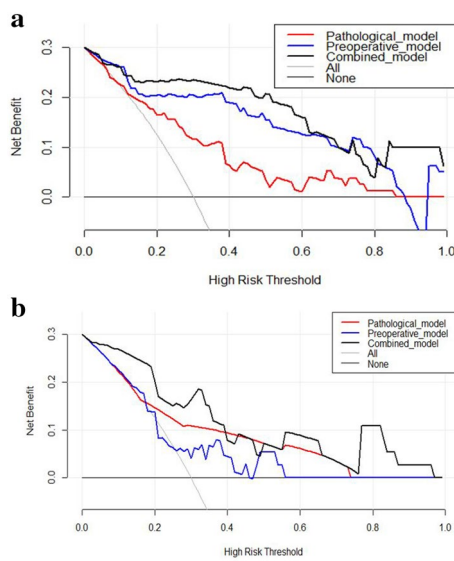 a
Pathological_model
Preoperative_model
Combined_model
All
None
Net Benefit
0.3
0.2
0.1
0.0
0.0 0.2 0.4 0.6 0.8 1.0
High Risk Threshold
b
Pathological_model
Preoperative_model
Combined_model
All
None
Net Benefit
0.3
0.2
0.1
0.0
0.0 0.2 0.4 0.6 0.8 1.0
High Risk Threshold